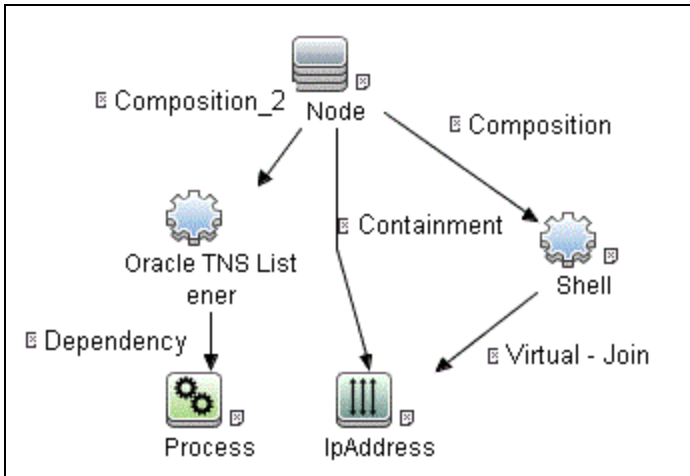 Composition_2
Node
Composition
Containment
Oracle TNS List
ener
Shell
Dependency
Virtual - Join
Process
IpAddress